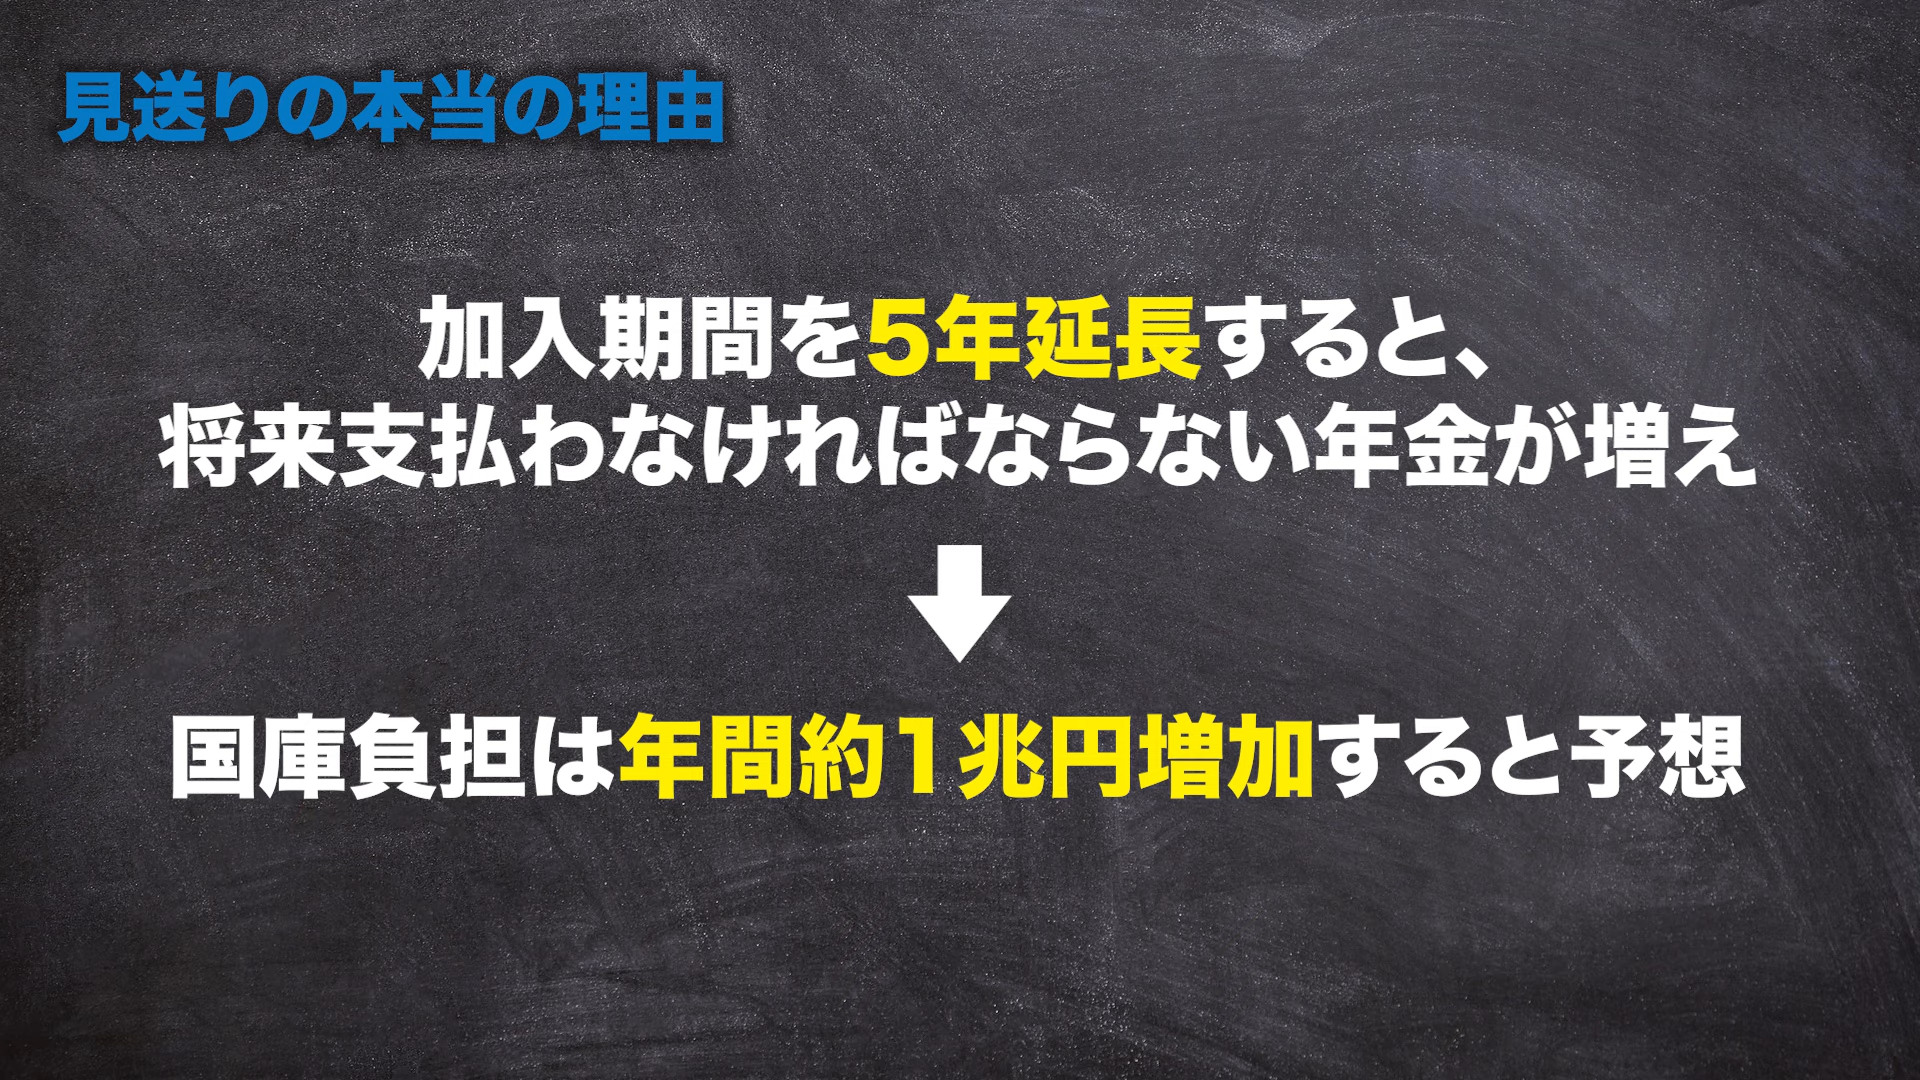 見送りの本当の理由
加入期間を5年延長すると、
将来支払わなければならない年金が増え
国庫負担は年間約1兆円増加すると予想